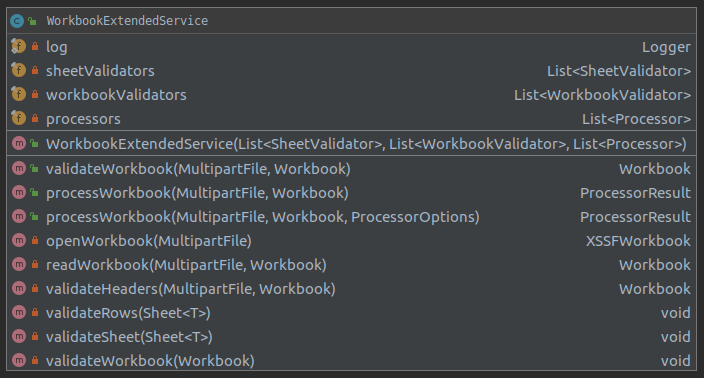 WorkbookExtendedService
log Logger
sheetValidators List<SheetValidator>
workbookValidators List<WorkbookValidator>
processors List<Processor>
WorkbookExtendedService(List<SheetValidator>, List<WorkbookValidator>, List<Processor>)
validateWorkbook(MultipartFile, Workbook) Workbook
processWorkbook(MultipartFile, Workbook) ProcessorResult
processWorkbook(MultipartFile, Workbook, ProcessorOptions) ProcessorResult
openWorkbook(MultipartFile) XSSFWorkbook
readWorkbook(MultipartFile, Workbook) Workbook
validateHeaders(MultipartFile, Workbook) Workbook
validateRows(Sheet<T>) void
validateSheet(Sheet<T>) void
validateWorkbook(Workbook) void